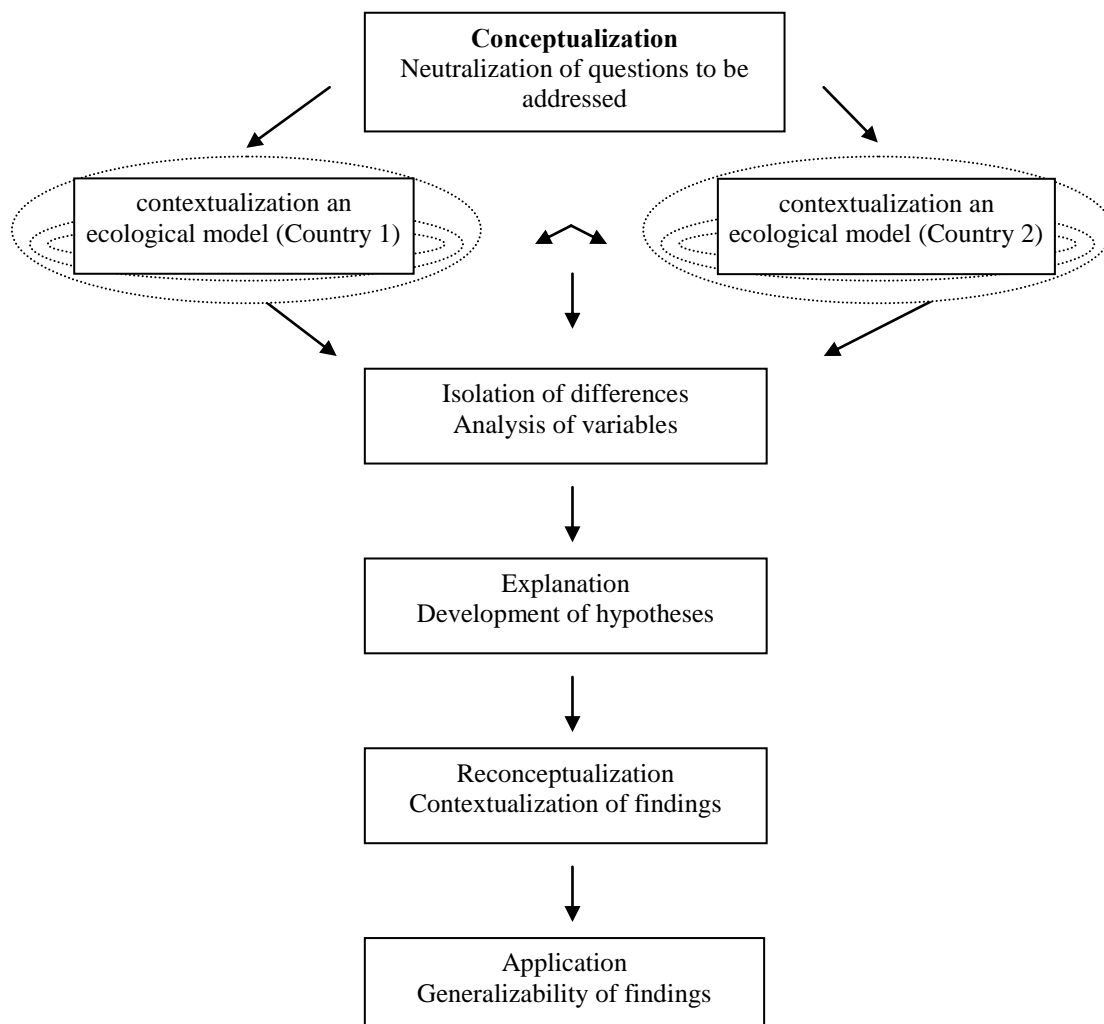 Conceptualization
Neutralization of questions to be
addressed
contextualization an
ecological model (Country 1)
contextualization an
ecological model (Country 2)
Isolation of differences
Analysis of variables
Explanation
Development of hypotheses
Reconceptualization
Contextualization of findings
Application
Generalizability of findings